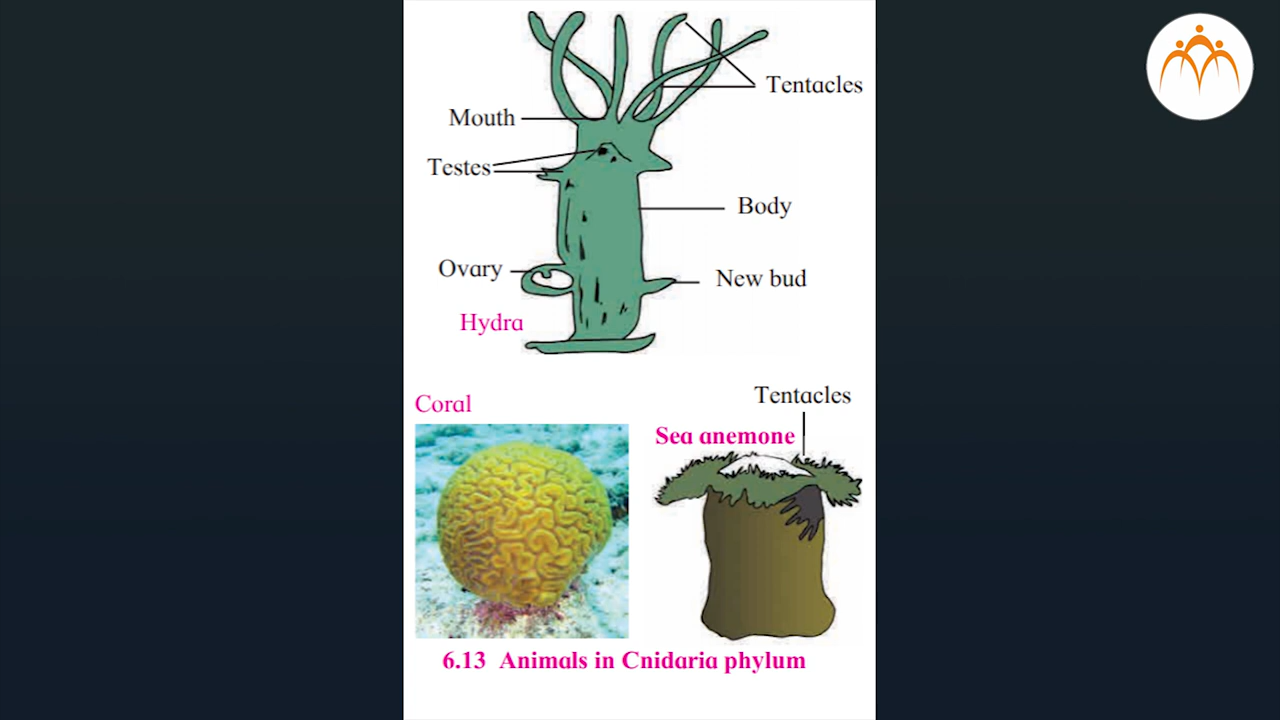 Tentacles
Mouth
Testes
Body
Ovary
New bud
Hydra
Tentacles
Coral
Sea anemone
6.13 Animals in Cnidaria phylum